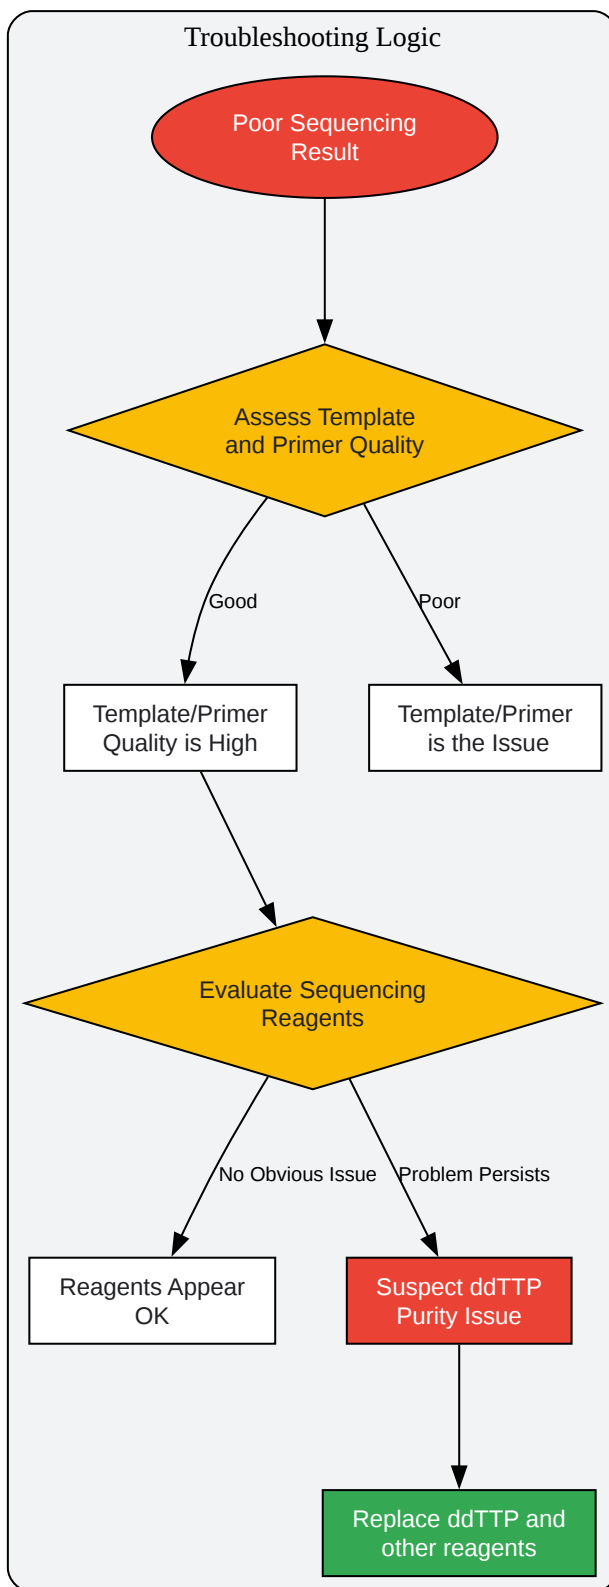 Troubleshooting Logic
Poor Sequencing
Result
Assess Template
and Primer Quality
Good
Poor
Template/Primer
Quality is High
Template/Primer
is the Issue
Evaluate Sequencing
Reagents
No Obvious Issue
Problem Persists
Reagents Appear
OK
Suspect ddTTP
Purity Issue
Replace ddTTP and
other reagents